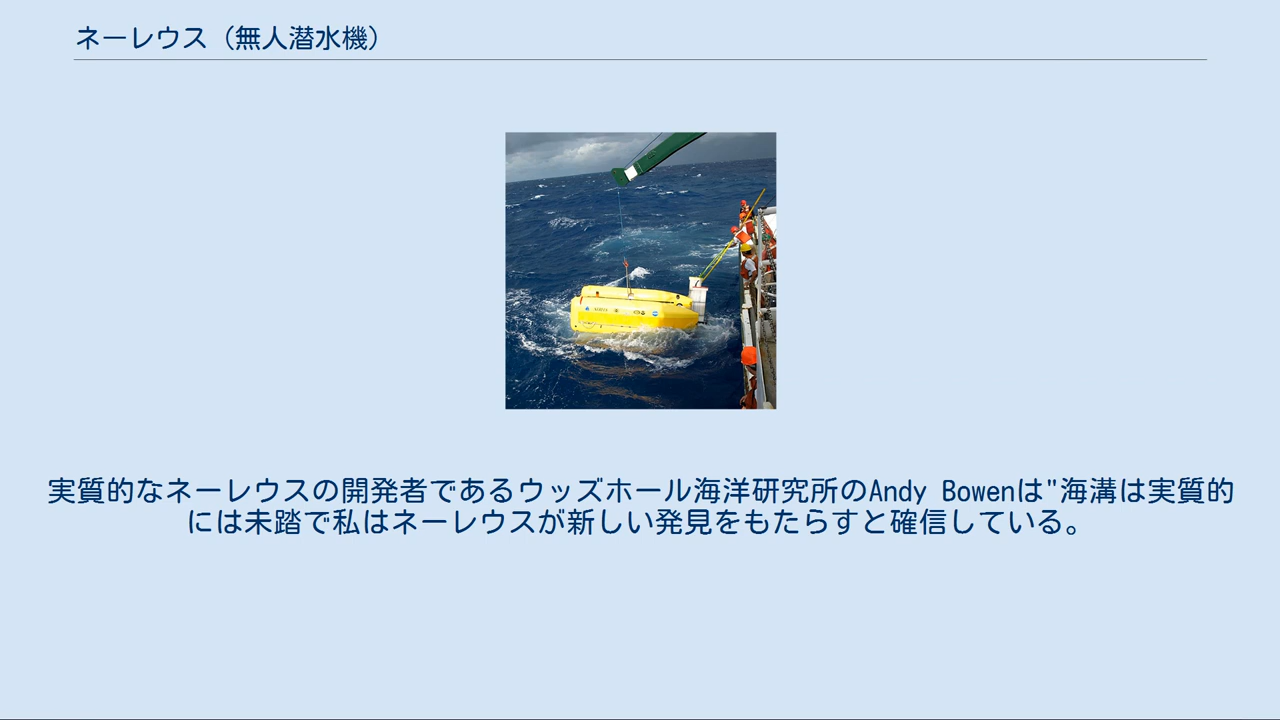 ネーレウス（無人潜水機）
実質的なネーレウスの開発者であるウッズホール海洋研究所のAndy Bowenは"海溝は実質的
には未踏で私はネーレウスが新しい発見をもたらすと確信している。